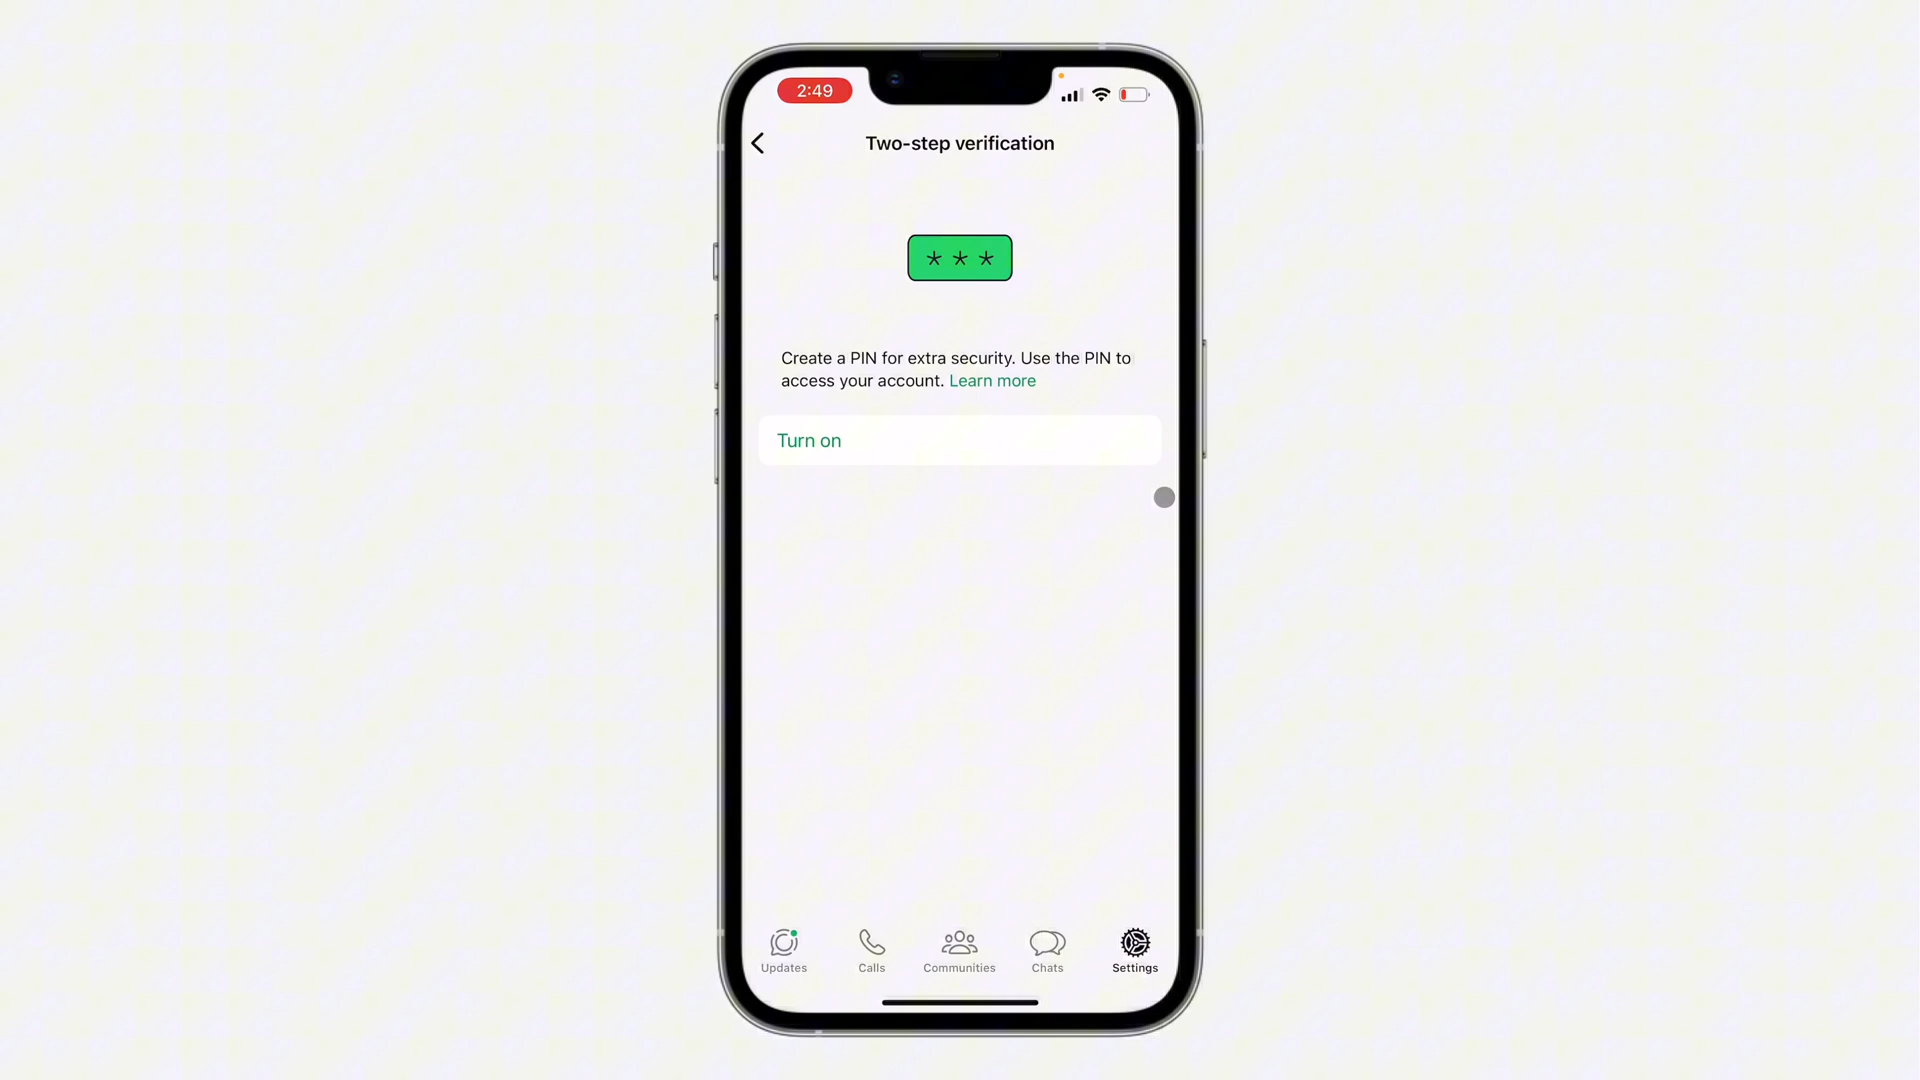 2:49
Two-step verification
***
Create a PIN for extra security. Use the PIN to
access your account. Learn more
Turn on
Updates Calls Communities Chats Settings